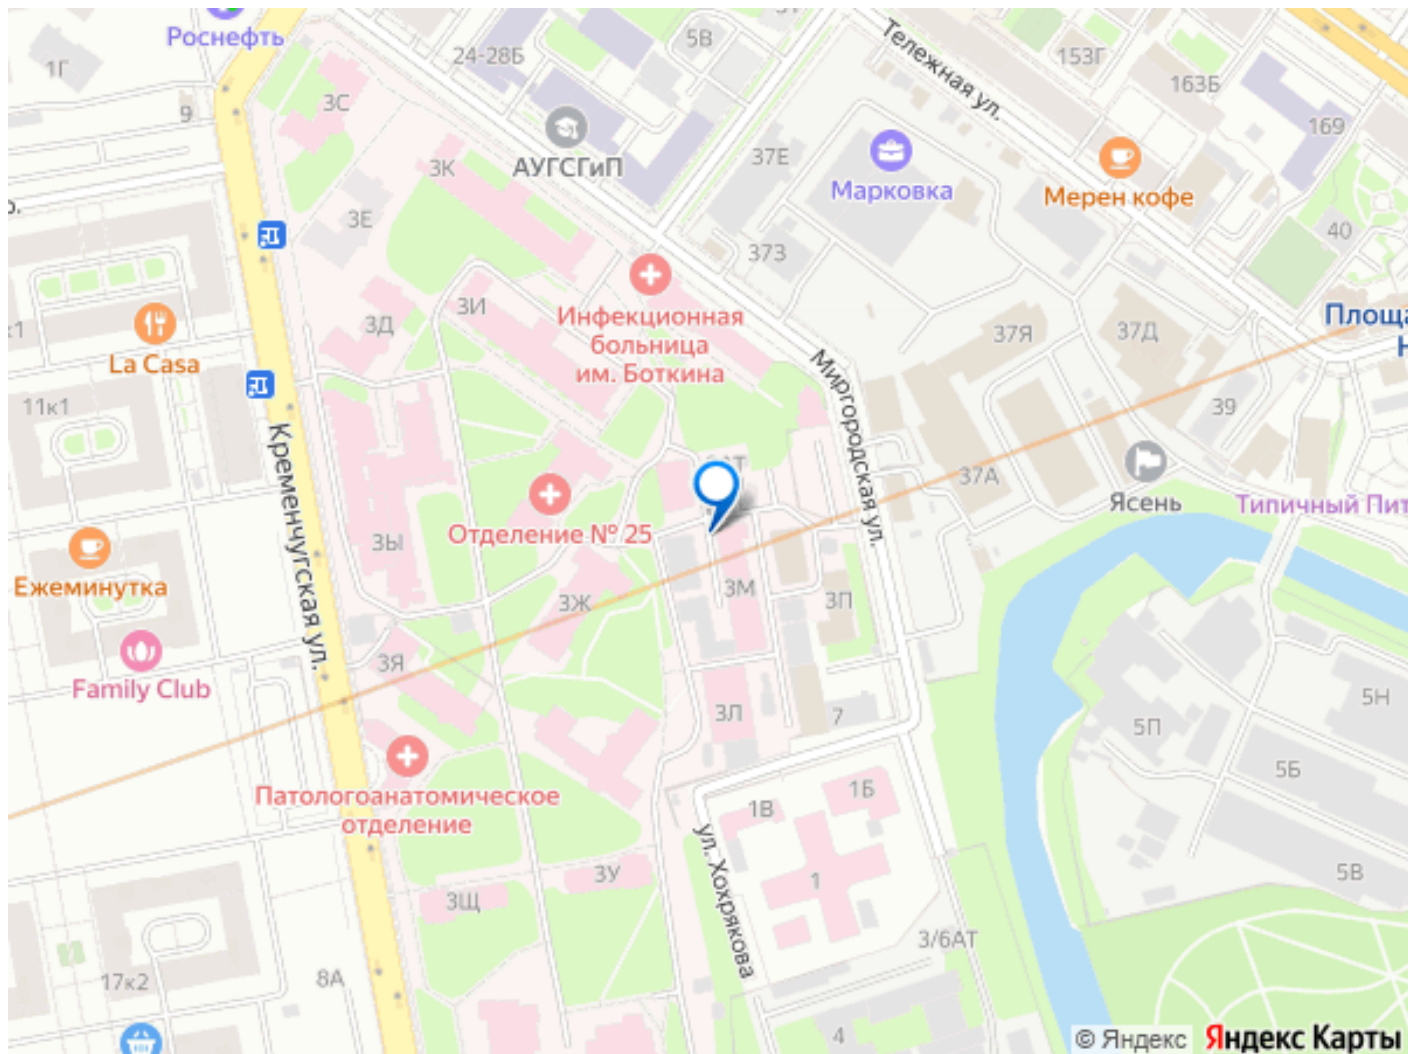 Роснефть
1Г
24-28Б
5В
Тележная ул.
153Г
163Б
169
3С
9
АУГСГиП
37Е
Марковка
Мерен кофе
3К
3Е
373
40
3И
Инфекционная
больница
им. Боткина
3Д
La Casa
37Я
37Д
Миргородская ул.
11к1
Кременчугская ул.
39
37А
Ясень
Отделение № 25
3Ы
Ежеминутка
3Ж
3М
3П
Family Club
3Я
3Л
7
5П
5Н
5Б
Патологоанатомическое
отделение
1В
1Б
ул. Хохрякова
1
3У
3Щ
5В
3/6АТ
17к2
8А
4
© Яндекс Яндекс Карты